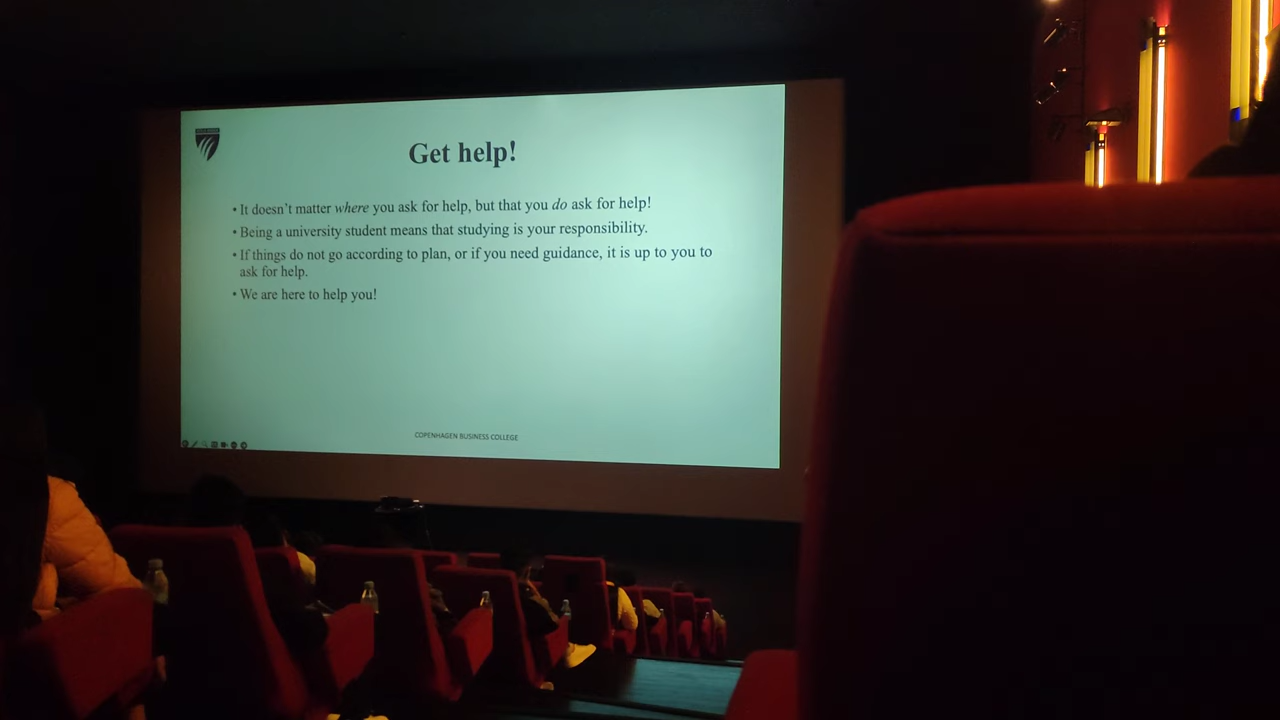 Get help!
• It doesn't matter where you ask for help, but that you do ask for help!
• Being a university student means that studying is your responsibility.
• If things do not go according to plan, or if you need guidance, it is up to you to
ask for help.
• We are here to help you!
COPENHAGEN BUSINESS COLLEGE